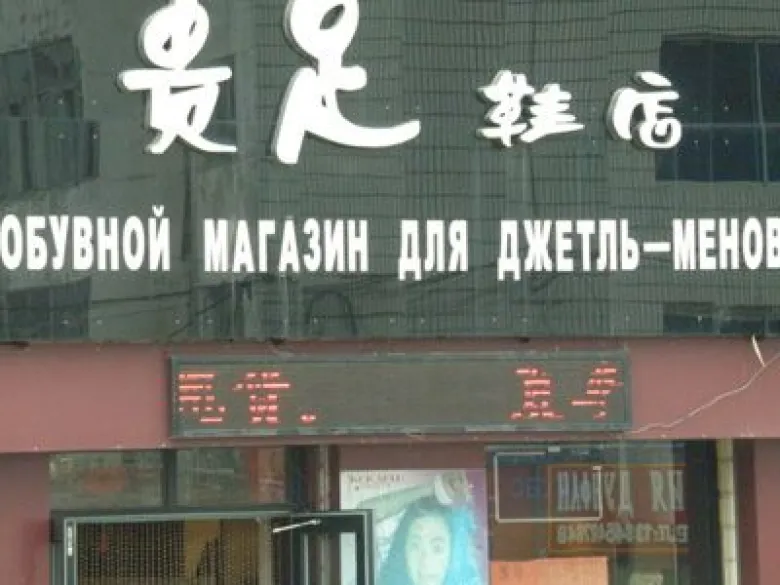 贵足 鞋店
ОБУВНОЙ МАГАЗИН ДЛЯ ДЖЕТЛЬ-МЕНОВ